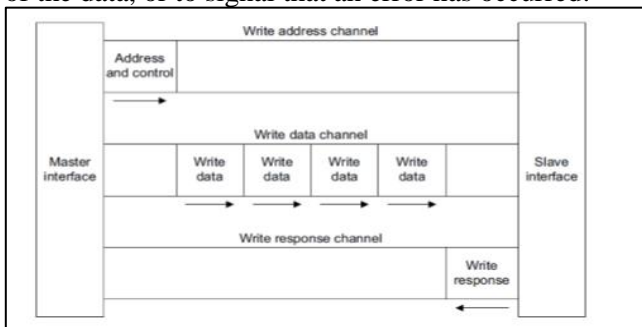 of the data, or to signal that an error has occurred.
Write address channel
Address
and control
Write data channel
Master
interface
Write
data
Write
data
Write
data
Write
data
Slave
interface
Write response channel
Write
response